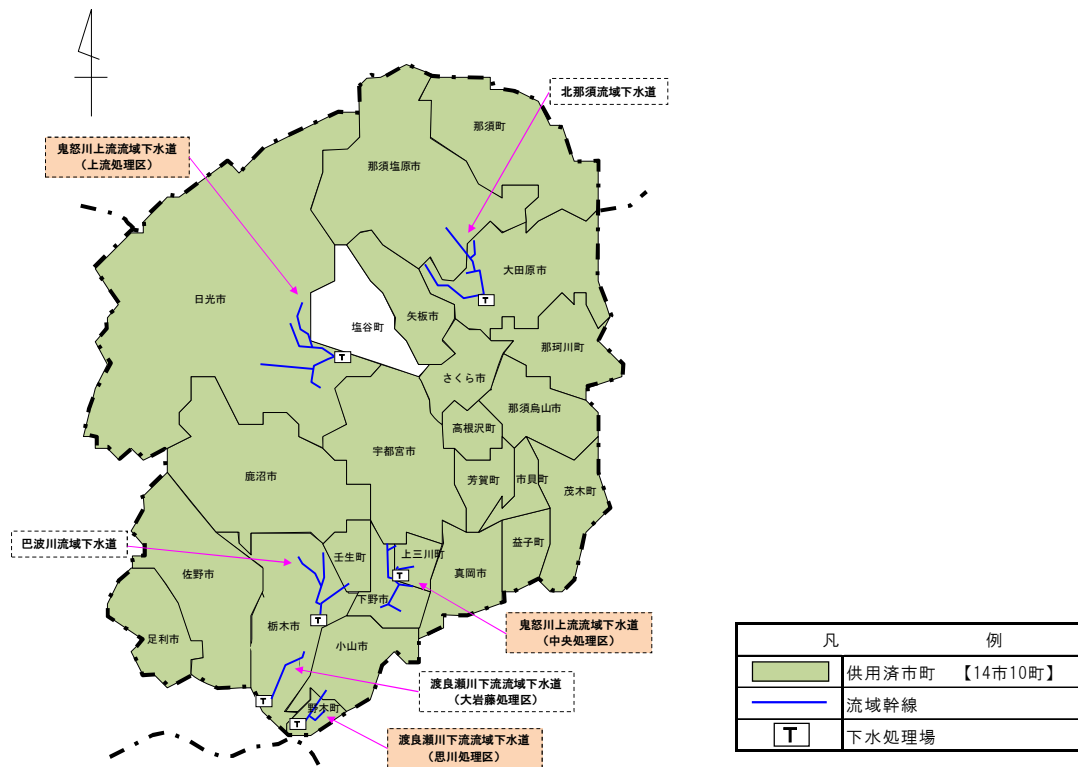 北那須流域下水道
那須町
鬼怒川上流流域下水道
(上流処理区)
那須塩原市
大田原市
日光市
T
矢板市
塩谷町
那珂川町
T
さくら市
那須烏山市
高根沢町
宇都宮市
鹿沼市
芳賀町
市貝町
茂木町
巴波川流域下水道
壬生町
上三川町
益子町
佐野市
T
真岡市
下野市
T
栃木市
鬼怒川上流流域下水道
(中央処理区)
足利市
小山市
渡良瀬川下流流域下水道
(大岩藤処理区)
T
野木町
T
渡良瀬川下流流域下水道
(思川処理区)
凡 例
供用済市町 【14市10町】
流域幹線
T 下水処理場